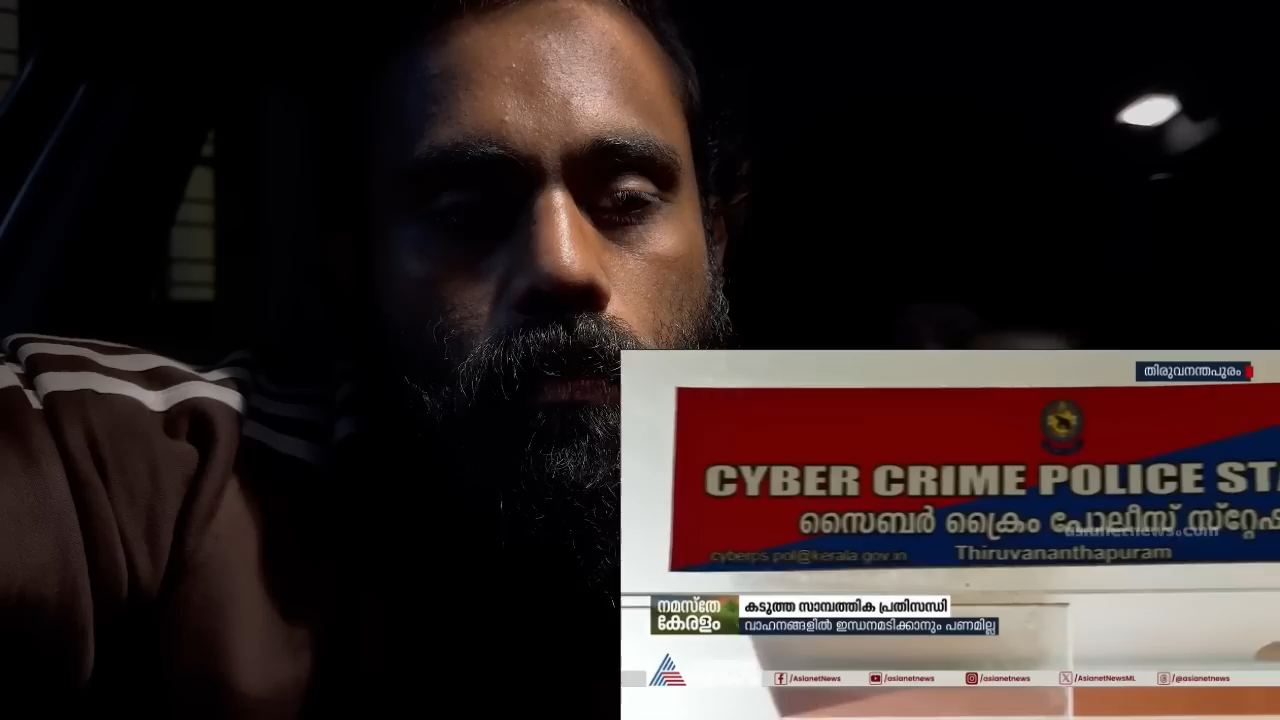 തിരുവനന്തപുരം
CYBER CRIME POLICE
സൈബർ ക്രൈം പോലീസ്
asianetnews.com
cyberps.pol@kerala.gov.in
Thiruvananthapuram
നമസ്തേ
കേരളം
കടുത്ത സാമ്പത്തിക പ്രതിസന്ധി
വാഹനങ്ങളിൽ ഇന്ധനമടിക്കാനും പണമില്ല
/AsianetNews
/asianetnews
/asianetnews
/AsianetNewsML
/@asianetnews